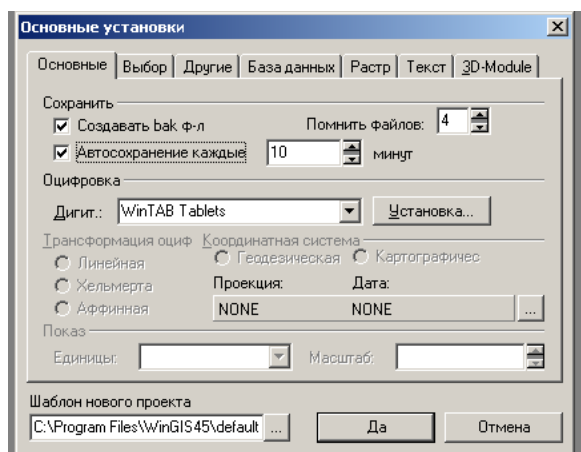 Основные установки
Основные Выбор Другие База данных Растр Текст 3D-Module
Сохранить
Создавать bak ф-л Помнить файлов: 4
Автосохранение каждые 10 минут
Оцифровка
Дигит.: WinTAB Tablets Установка...
Трансформация оциф Координатная система
Линейная Геодезическая Картографичес
Хельмерта Проекция: Дата:
Аффинная NONE NONE ...
Показ
Единицы: Масштаб:
Шаблон нового проекта
C:\Program Files\WinGIS45\default ... Да Отмена